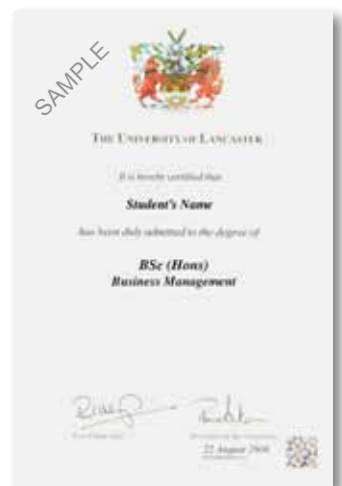 SAMPLE
THE UNIVERSITY OF LANCASTER
It is hereby certified that
Student's Name
has been duly admitted to the degree of
BSc (Hons)
Business Management
22 August